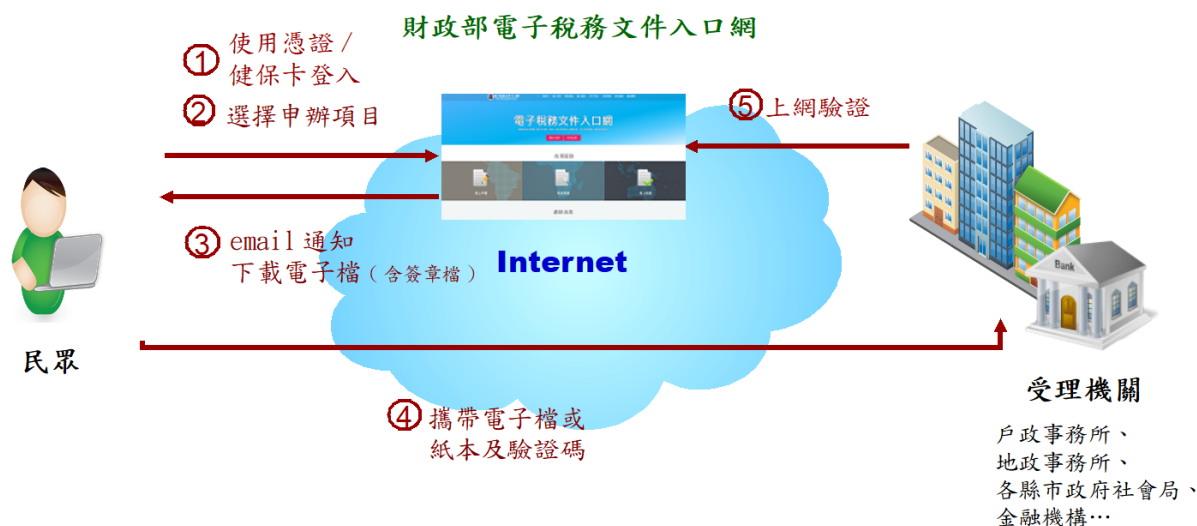 財政部電子稅務文件入口網
① 使用憑證/
健保卡登入
② 選擇申辦項目
⑤上網驗證
電子稅務文件入口網
③ email通知
下載電子檔(含簽章檔)
Internet
Bank
民眾
④攜帶電子檔或
紙本及驗證碼
受理機關
戶政事務所、
地政事務所、
各縣市政府社會局、
金融機構…